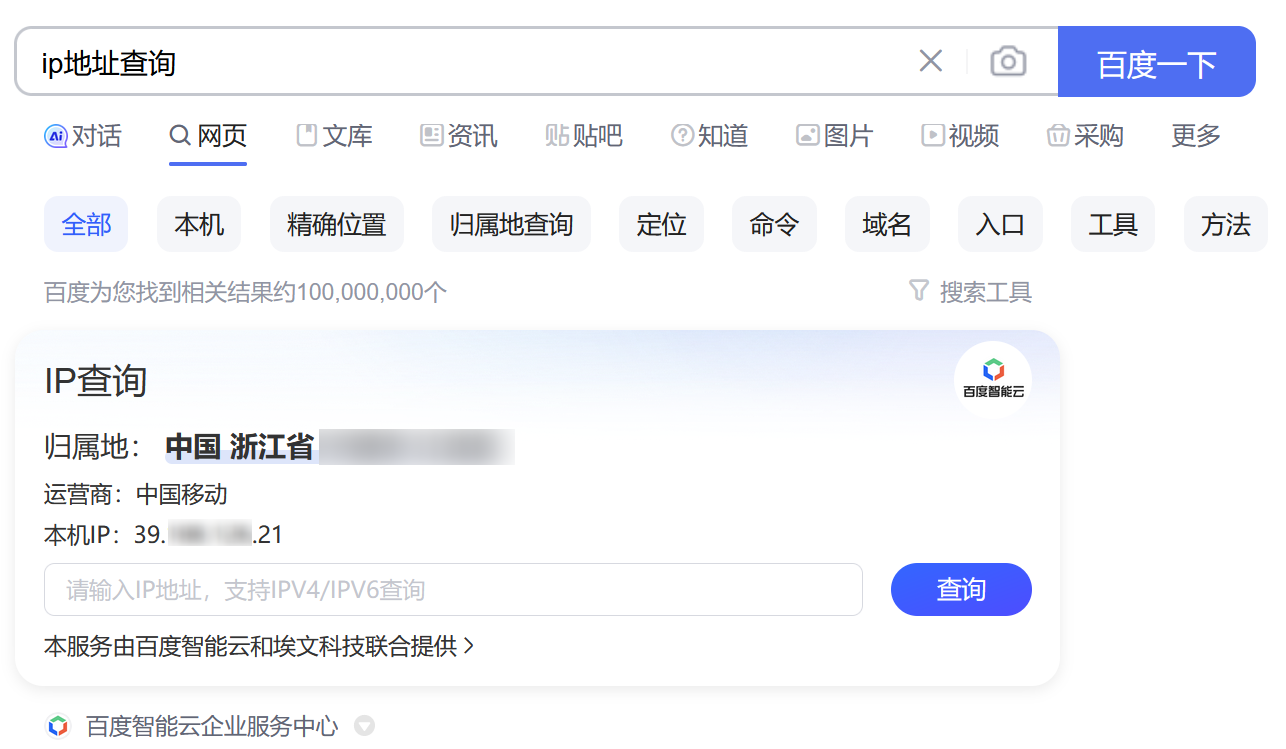 ip地址查询 百度一下
Ai 对话 网页 文库 资讯 贴 贴吧 知道 图片 视频 采购 更多
全部 本机 精确位置 归属地查询 定位 命令 域名 入口 工具 方法
百度为您找到相关结果约100,000,000个 搜索工具
IP查询 百度智能云
归属地： 中国 浙江省
运营商：中国移动
本机IP：39. .21
请输入IP地址，支持IPV4/IPV6查询 查询
本服务由百度智能云和埃文科技联合提供 >
百度智能云企业服务中心